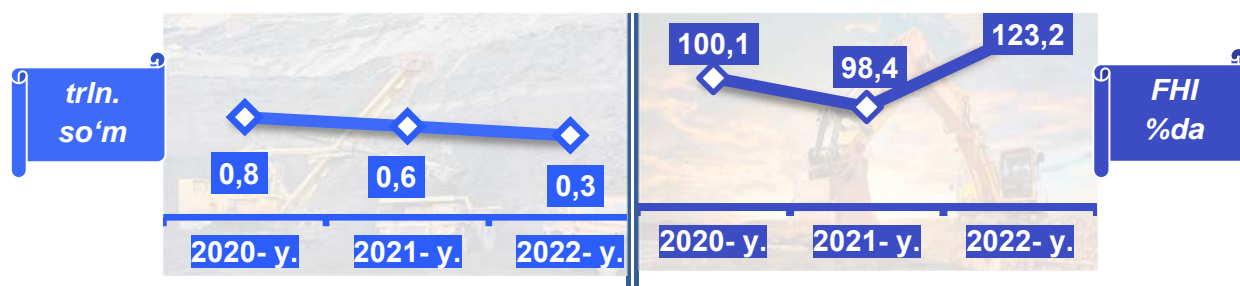 trln.
so‘m
0,8
0,6
0,3
2020- y.
2021- y.
2022- y.
100,1
98,4
123,2
2020- y.
2021- y.
2022- y.
FHI
%da